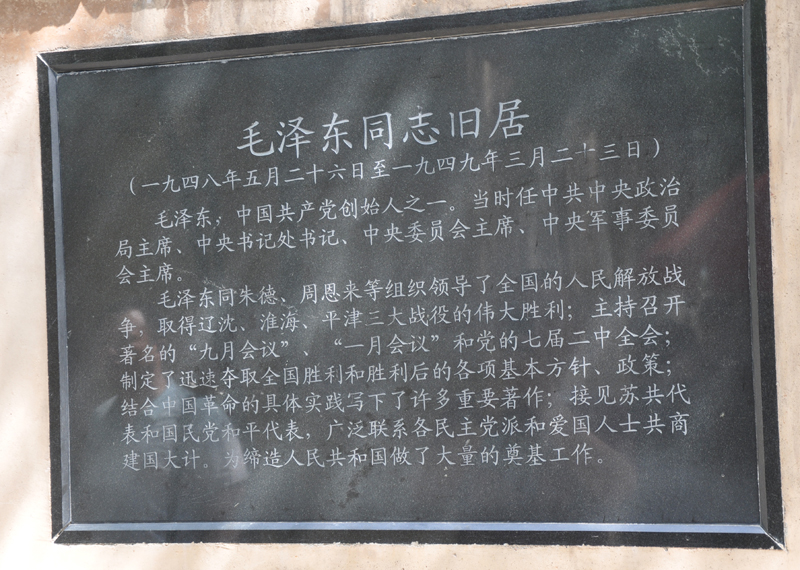 毛泽东同志旧居
（一九四八年五月二十六日至一九四九年三月二十三日）
毛泽东，中国共产党创始人之一。当时任中共中央政治
局主席、中央书记处书记、中央委员会主席、中央军事委员
会主席。
毛泽东同朱德、周恩来等组织领导了全国的人民解放战
争，取得辽沈、淮海、平津三大战役的伟大胜利；主持召开
著名的“九月会议”、“一月会议”和党的七届二中全会；
制定了迅速夺取全国胜利和胜利后的各项基本方针、政策；
结合中国革命的具体实践写下了许多重要著作；接见苏共代
表和国民党和平代表，广泛联系各民主党派和爱国人士共商
建国大计。为缔造人民共和国做了大量的奠基工作。